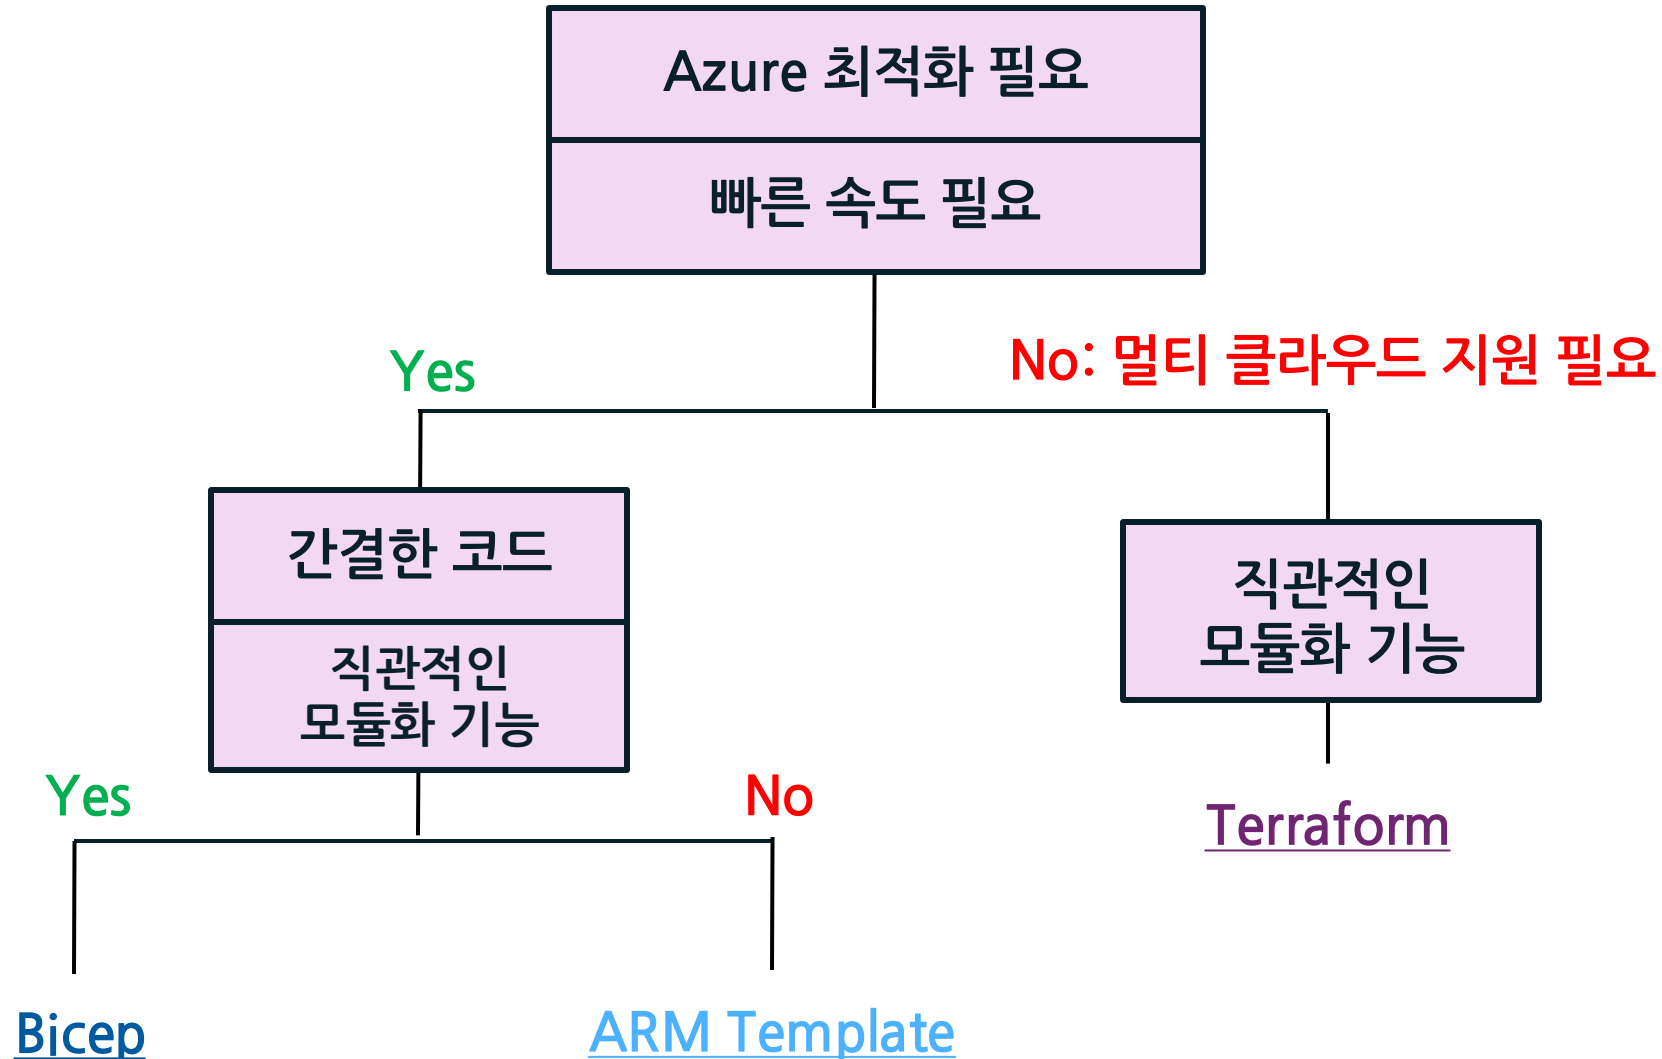 Azure 최적화 필요
빠른 속도 필요
Yes
No: 멀티 클라우드 지원 필요
간결한 코드
직관적인
모듈화 기능
직관적인
모듈화 기능
Yes
No
Terraform
Bicep
ARM Template